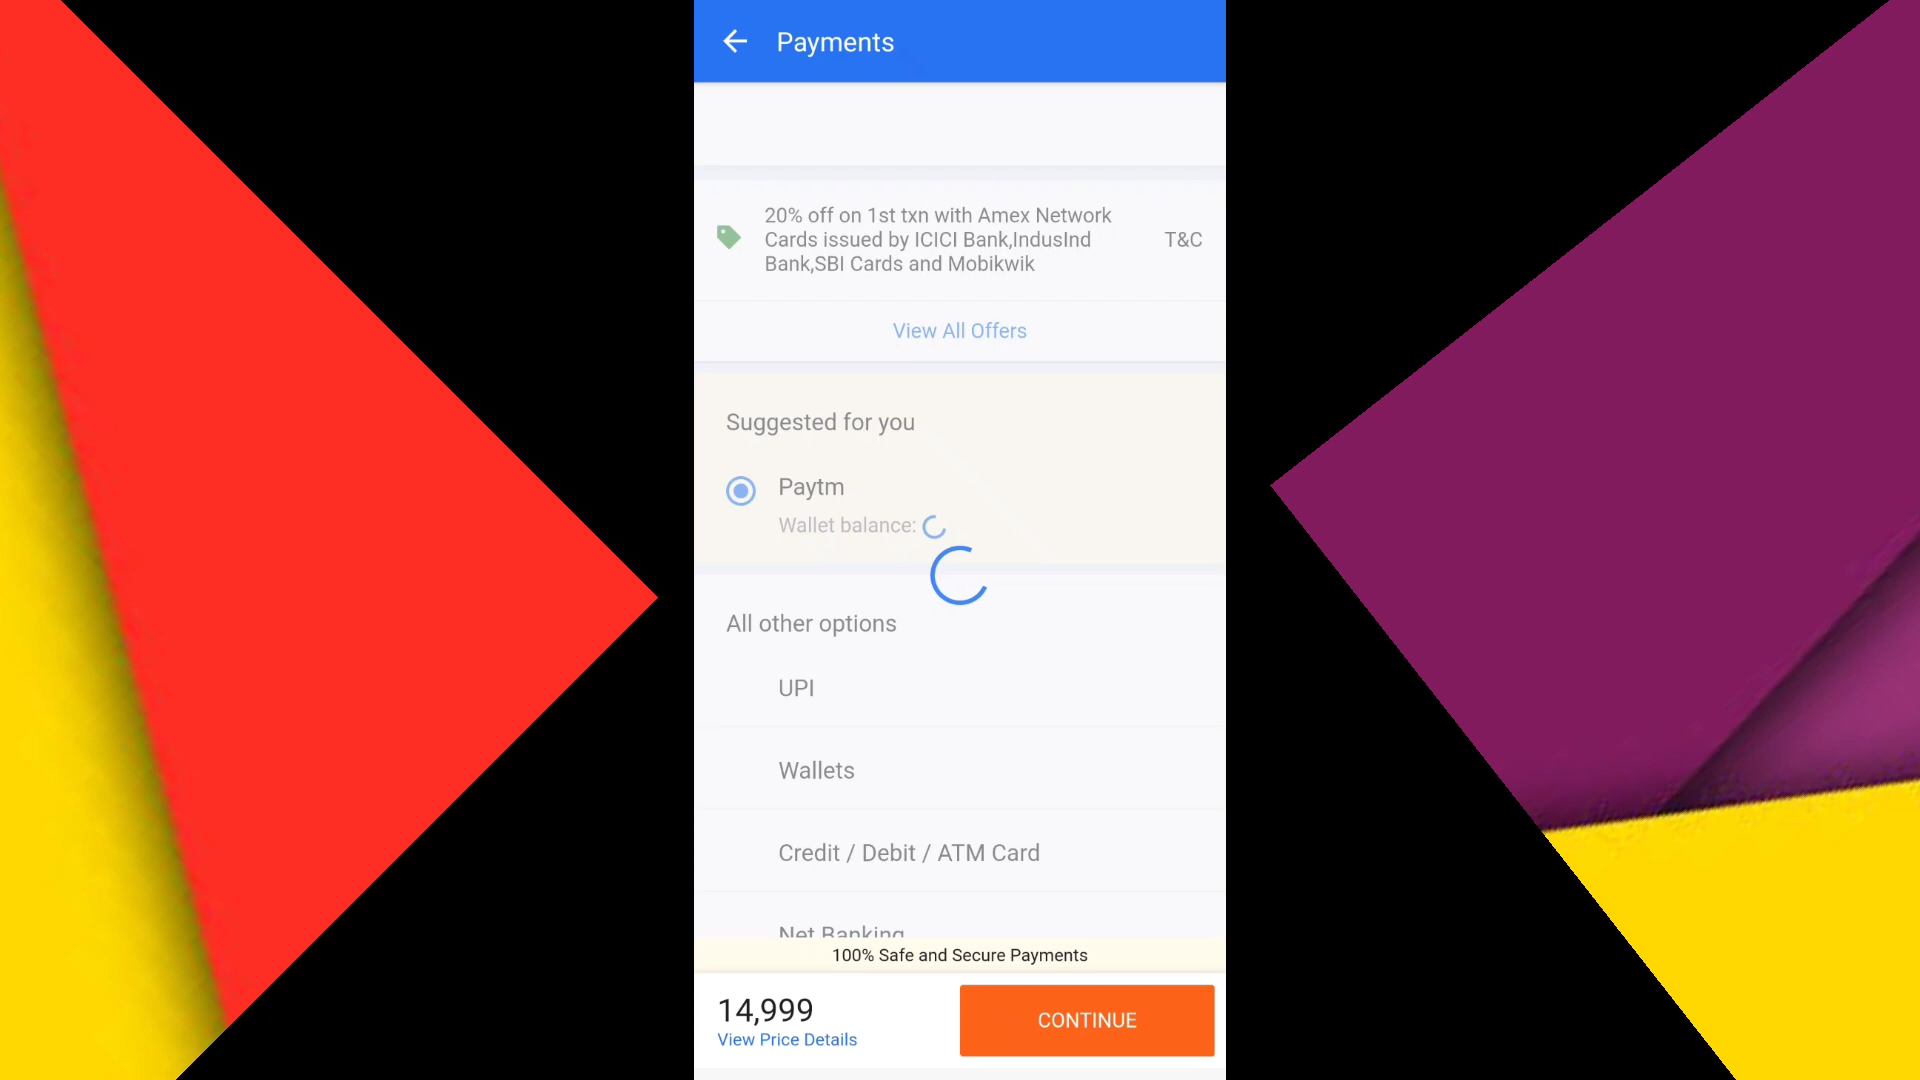 Payments
20% off on 1st txn with Amex Network
Cards issued by ICICI Bank,IndusInd
Bank,SBI Cards and Mobikwik
T&C
View All Offers
Suggested for you
Paytm
Wallet balance:
All other options
UPI
Wallets
Credit / Debit / ATM Card
Net Banking
100% Safe and Secure Payments
14,999
View Price Details
CONTINUE